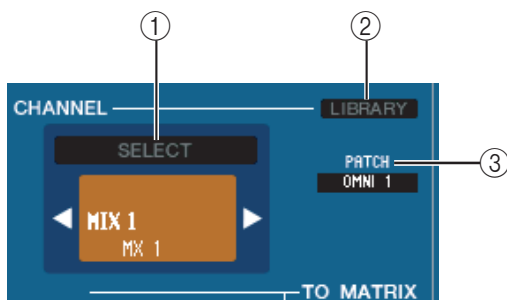 ① ②
CHANNEL LIBRARY
SELECT
PATCH ③
OMNI 1
MIX 1
MX 1
TO MATRIX